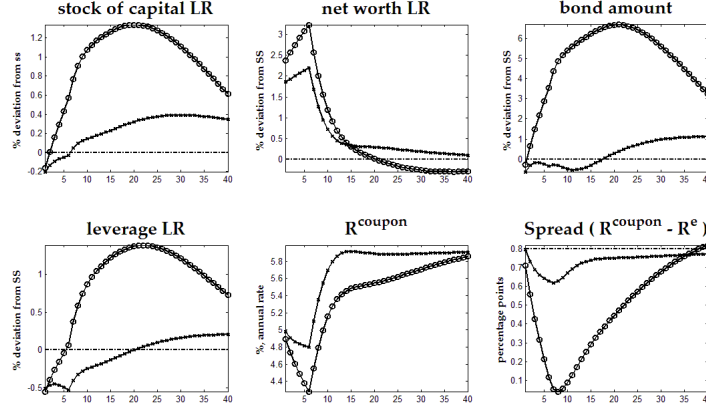 stock of capital LR
net worth LR
bond amount
% deviation from ss
1.2
1
0.8
0.6
0.4
0.2
0
-0.2
5 10 15 20 25 30 35 40
% deviation from SS
3
2.5
2
1.5
1
0.5
0
5 10 15 20 25 30 35 40
% deviation from SS
6
5
4
3
2
1
0
5 10 15 20 25 30 35 40
leverage LR
R^coupon
Spread ( R^coupon - R^e )
% deviation from SS
1
0.5
0
-0.5
5 10 15 20 25 30 35 40
%, annual rate
5.8
5.6
5.4
5.2
5
4.8
4.6
4.4
5 10 15 20 25 30 35 40
percentage points
0.8
0.7
0.6
0.5
0.4
0.3
0.2
0.1
5 10 15 20 25 30 35 40